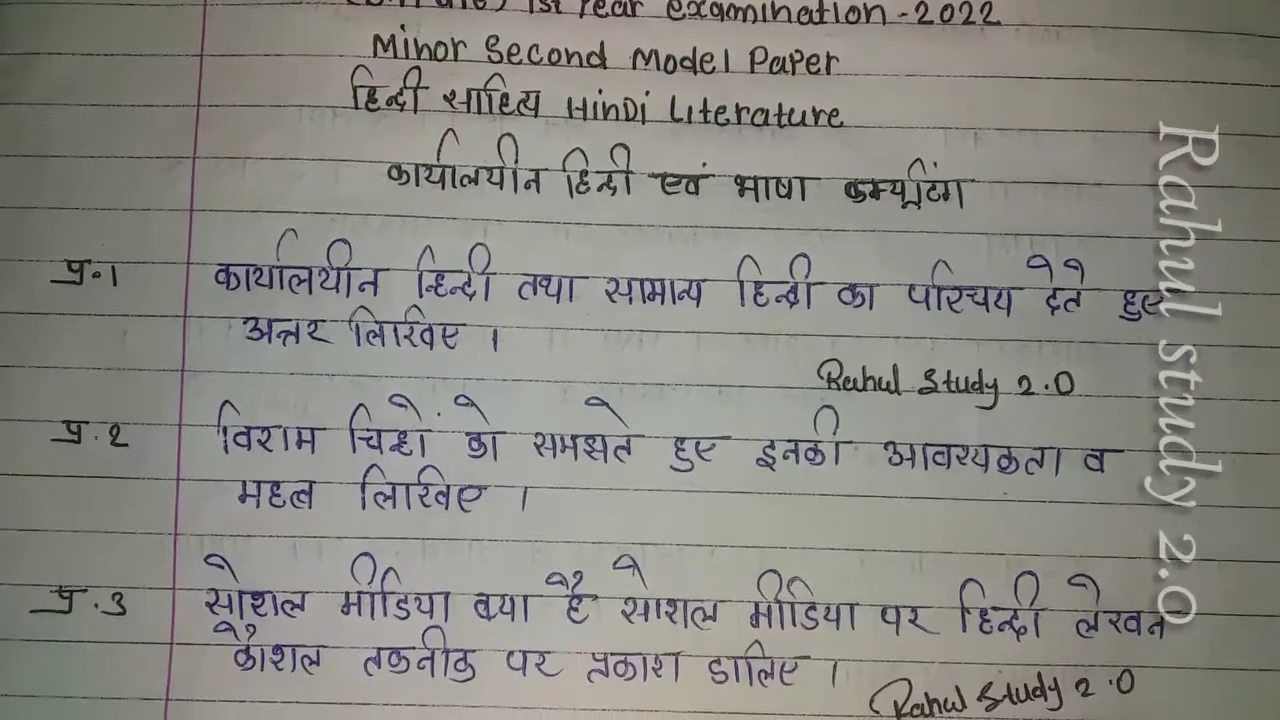 1st Year examination-2022
Minor Second Model Paper
हिन्दी साहित्य Hindi Literature
कार्यालयीन हिन्दी एवं भाषा कम्प्यूटिंग
प्र.1 कार्यालयीन हिन्दी तथा सामान्य हिन्दी का परिचय देते हुए
अन्तर लिखिए ।
Rahul Study 2.0
प्र.2 विराम चिन्हों को समझते हुए इनकी आवश्यकता व
महत्व लिखिए ।
प्र.3 सोशल मीडिया क्या है सोशल मीडिया पर हिन्दी लेखन
कौशल तकनीक पर प्रकाश डालिए ।
Rahul Study 2.0
Rahul study 2.0